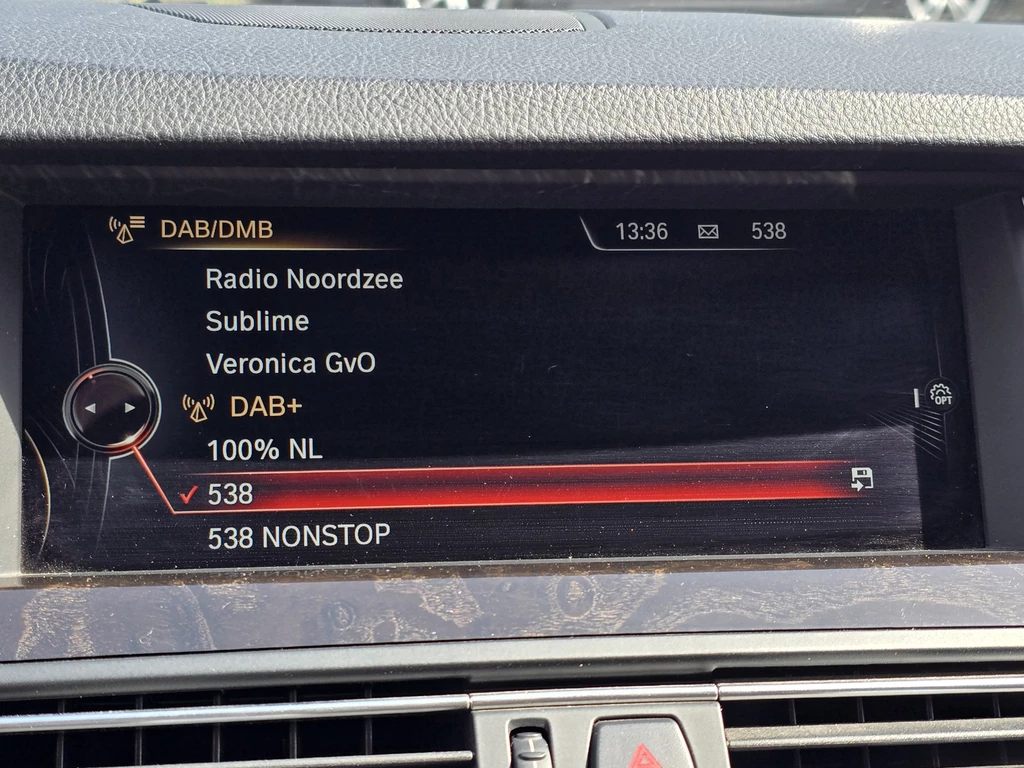 DAB/DMB
13:36 538
Radio Noordzee
Sublime
Veronica GvO
DAB+
OPT
100% NL
538
538 NONSTOP